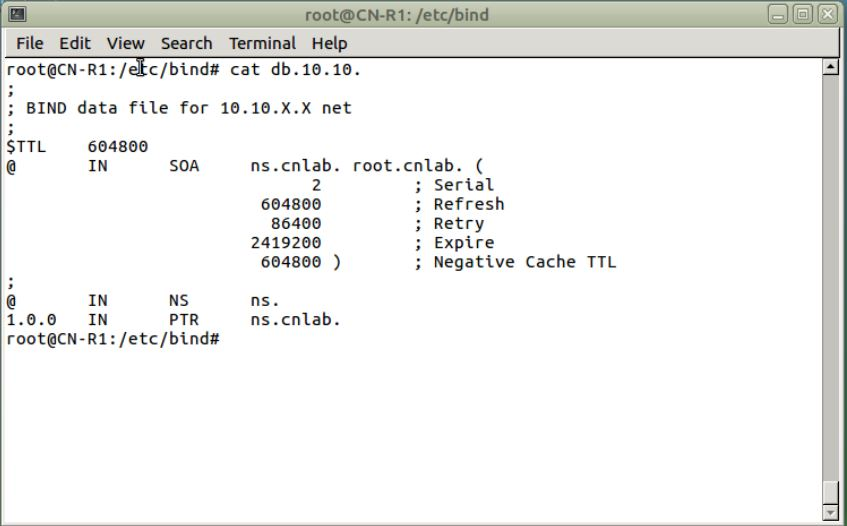 root@CN-R1: /etc/bind
File Edit View Search Terminal Help
root@CN-R1:/etc/bind# cat db.10.10.
;
; BIND data file for 10.10.X.X net
;
$TTL 604800
@ IN SOA ns.cnlab. root.cnlab. (
2 ; Serial
604800 ; Refresh
86400 ; Retry
2419200 ; Expire
604800 ) ; Negative Cache TTL
;
@ IN NS ns.
1.0.0 IN PTR ns.cnlab.
root@CN-R1:/etc/bind#